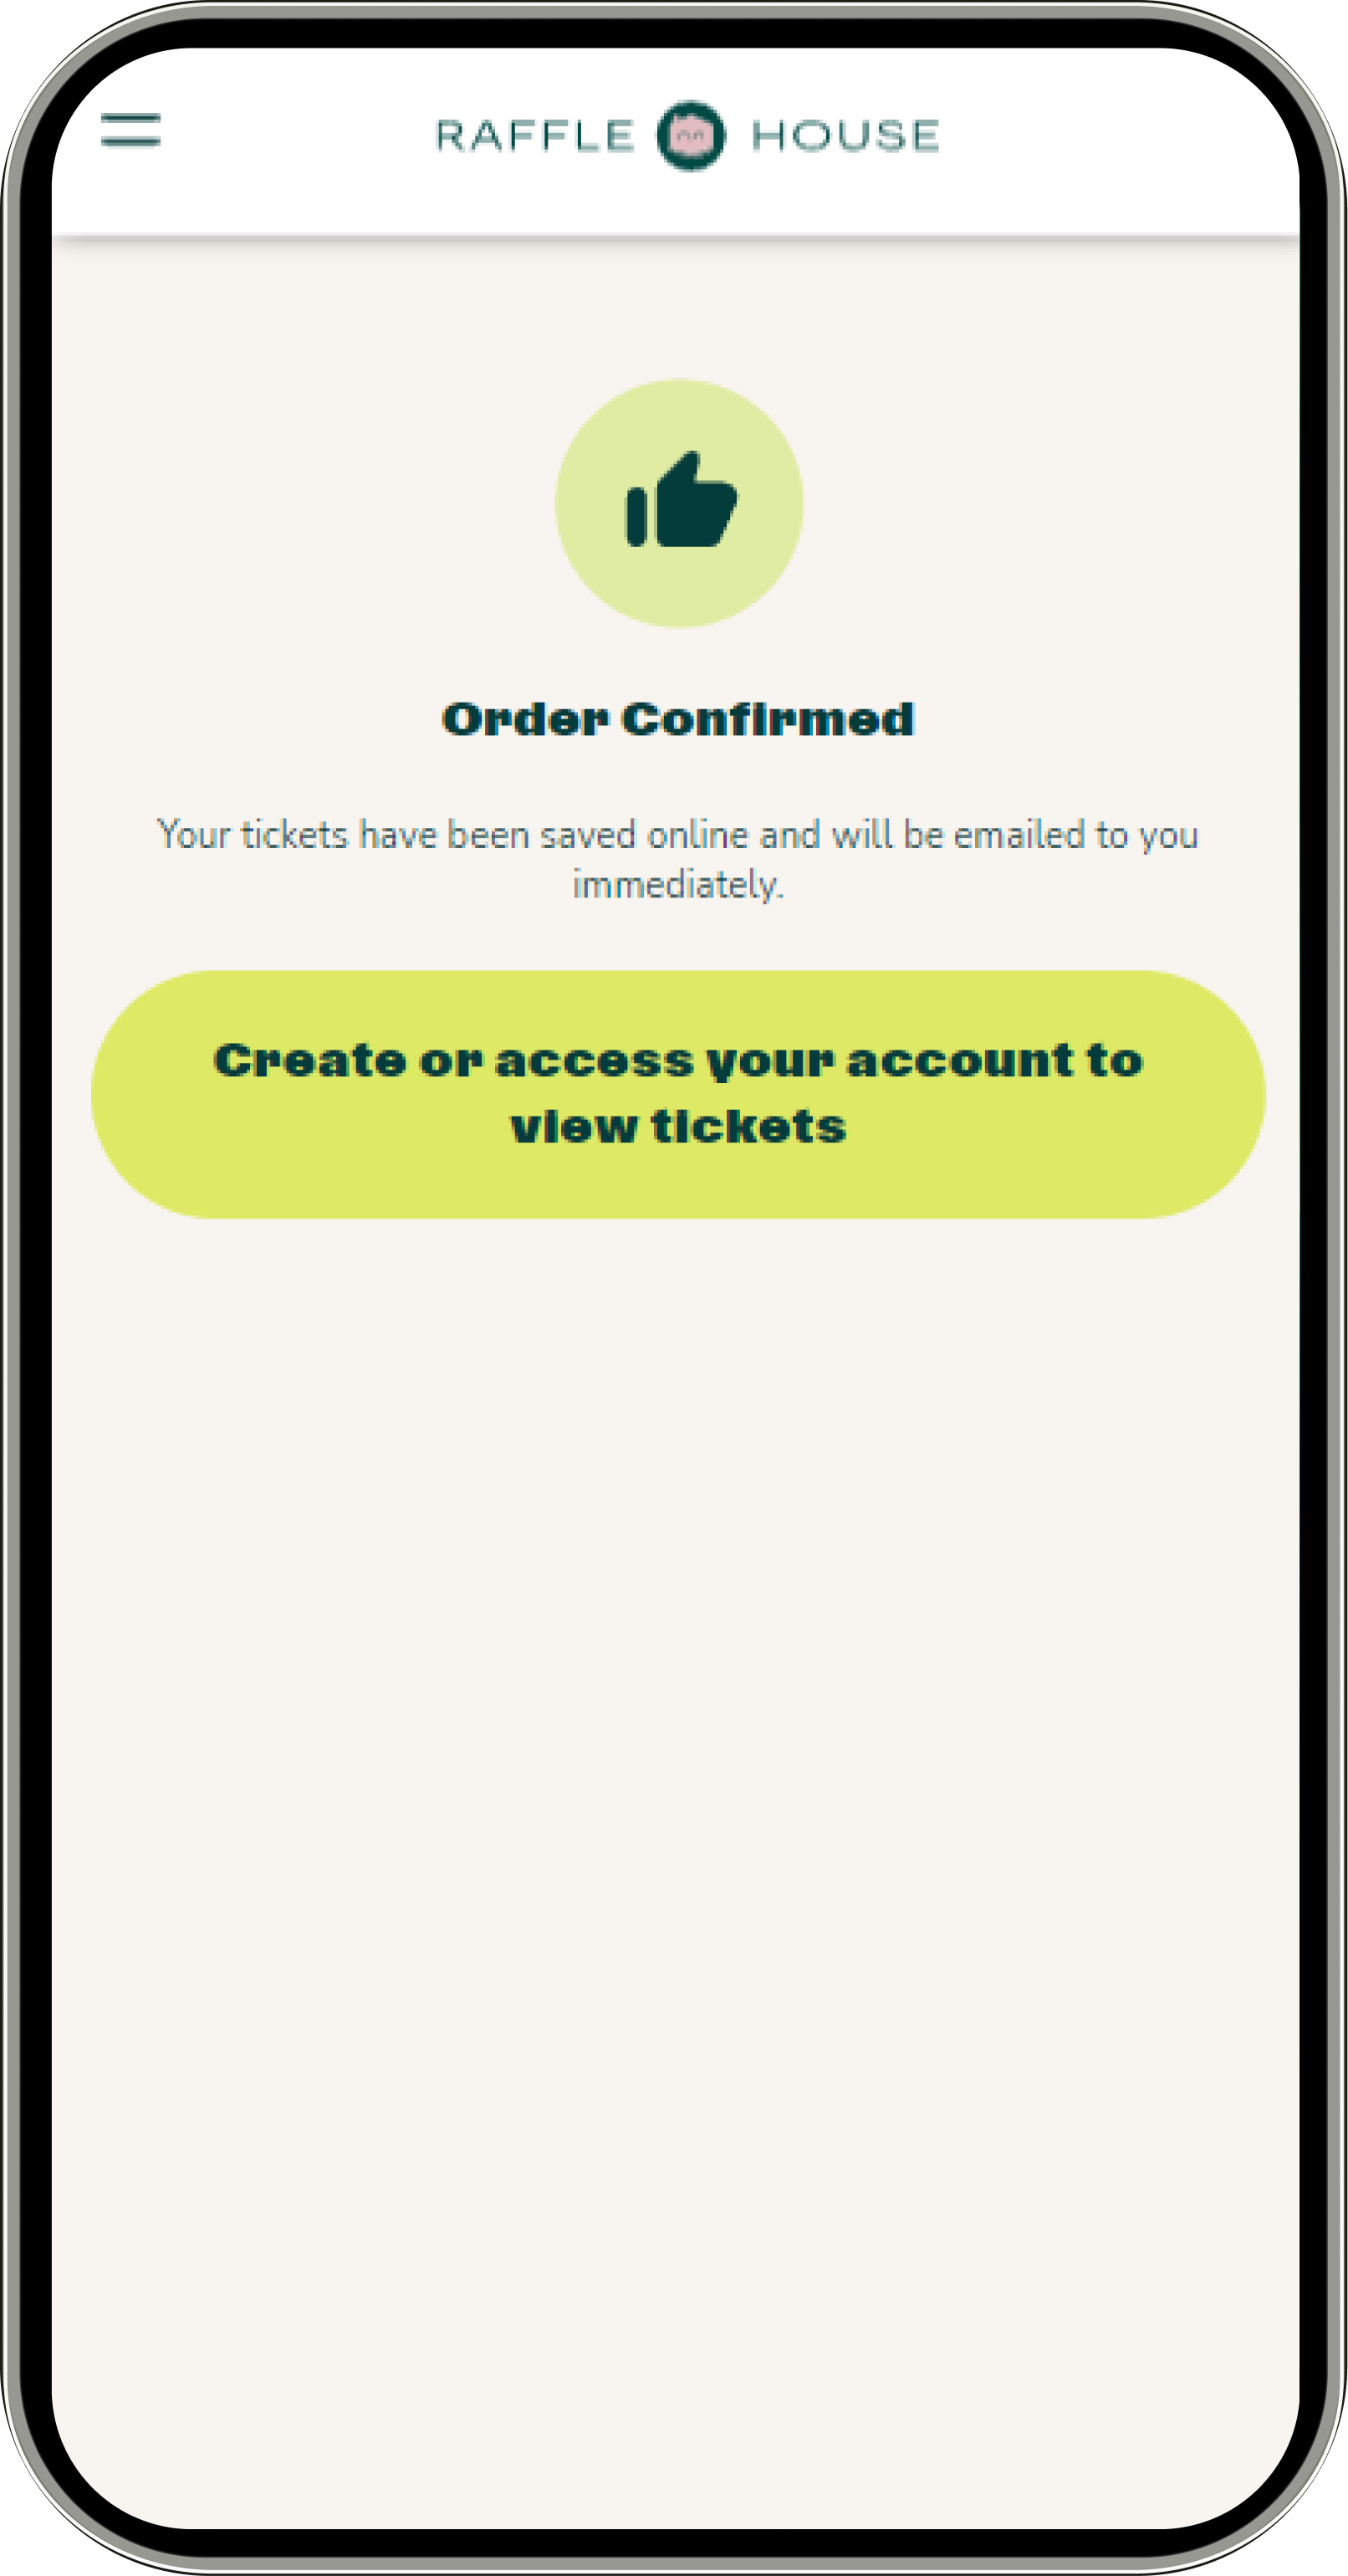 RAFFLE HOUSE
Order Confirmed
Your tickets have been saved online and will be emailed to you
immediately.
Create or access your account to
view tickets